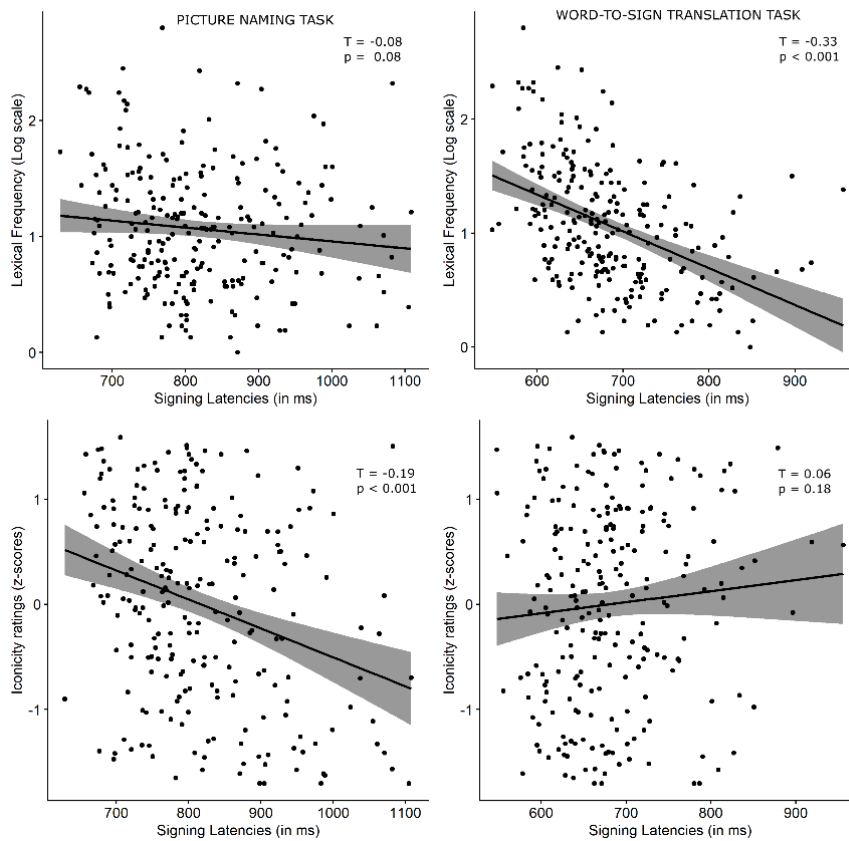 PICTURE NAMING TASK
T = -0.08
p = 0.08
Lexical Frequency (Log scale)
2
1
0
700 800 900 1000 1100
Signing Latencies (in ms)
WORD-TO-SIGN TRANSLATION TASK
T = -0.33
p < 0.001
Lexical Frequency (Log scale)
2
1
0
600 700 800 900
Signing Latencies (in ms)
T = -0.19
p < 0.001
Iconicity ratings (z-scores)
1
0
-1
700 800 900 1000 1100
Signing Latencies (in ms)
T = 0.06
p = 0.18
Iconicity ratings (z-scores)
1
0
-1
600 700 800 900
Signing Latencies (in ms)